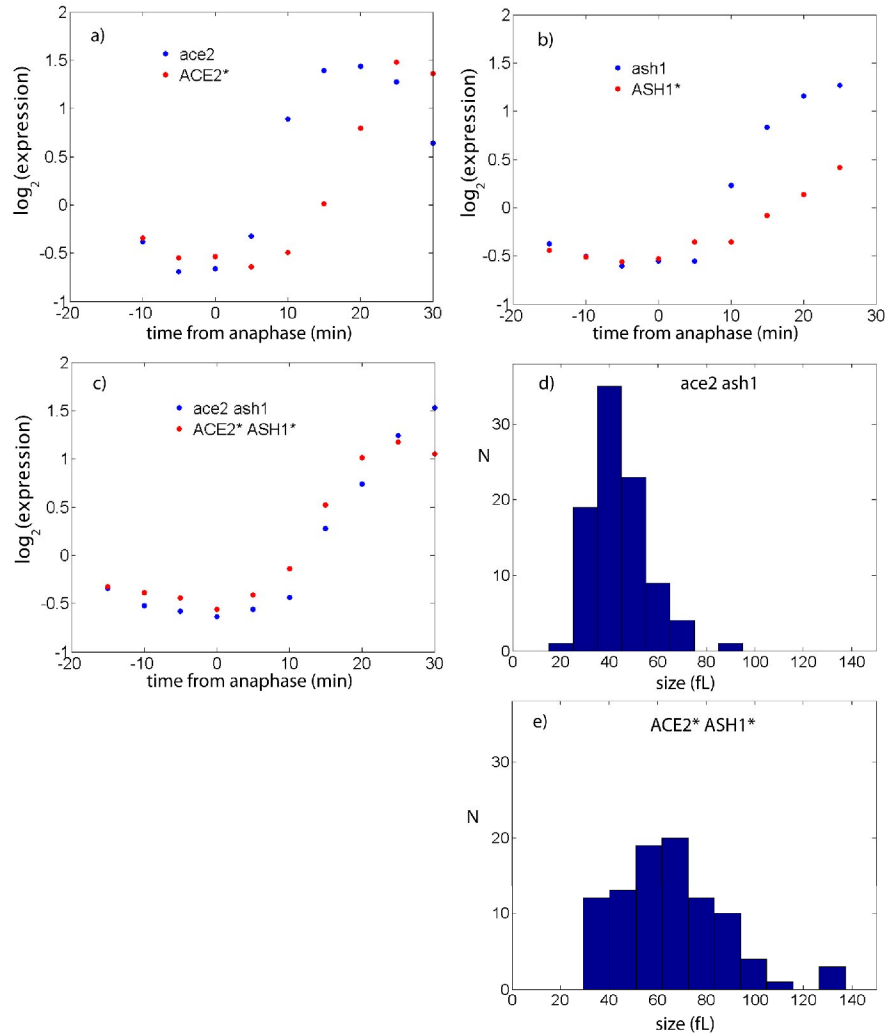 a)
ace2
ACE2*
2
1.5
1
0.5
0
-0.5
-1
log2(expression)
-20 -10 0 10 20 30
time from anaphase (min)
b)
ash1
ASH1*
2
1.5
1
0.5
0
-0.5
-1
log2(expression)
-20 -10 0 10 20 30
time from anaphase (min)
c)
ace2 ash1
ACE2* ASH1*
2
1.5
1
0.5
0
-0.5
-1
log2(expression)
-20 -10 0 10 20 30
time from anaphase (min)
d)
ace2 ash1
30
N
20
10
0
0 20 40 60 80 100 120 140
size (fL)
e)
ACE2* ASH1*
30
N
20
10
0
0 20 40 60 80 100 120 140
size (fL)